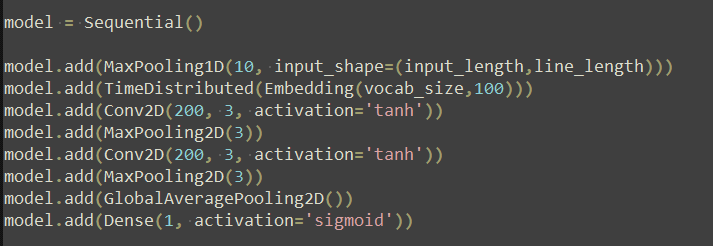 model = Sequential()
model.add(MaxPooling1D(10, input_shape=(input_length,line_length)))
model.add(TimeDistributed(Embedding(vocab_size,100)))
model.add(Conv2D(200, 3, activation='tanh'))
model.add(MaxPooling2D(3))
model.add(Conv2D(200, 3, activation='tanh'))
model.add(MaxPooling2D(3))
model.add(GlobalAveragePooling2D())
model.add(Dense(1, activation='sigmoid'))